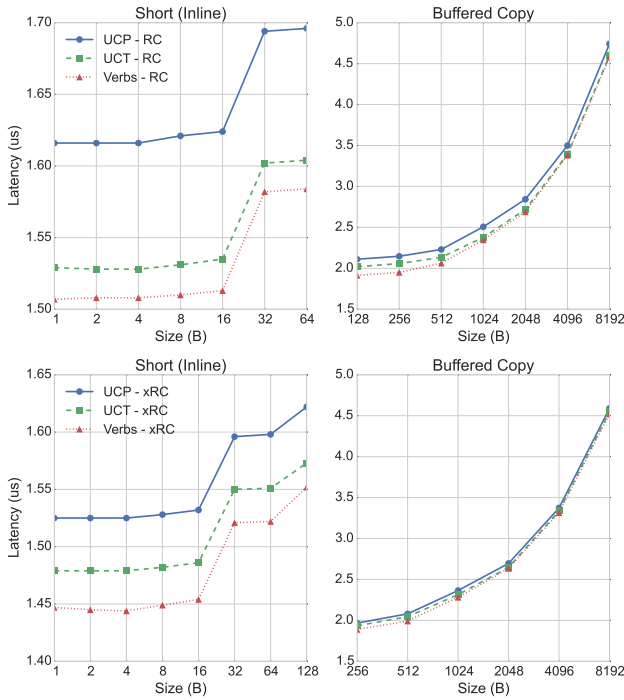 Short (Inline)
1.70
1.65
1.60
1.55
1.50
Latency (us)
UCP - RC
UCT - RC
Verbs - RC
1 2 4 8 16 32 64
Size (B)
Buffered Copy
5.0
4.5
4.0
3.5
3.0
2.5
2.0
1.5
128 256 512 1024 2048 4096 8192
Size (B)
Short (Inline)
1.65
1.60
1.55
1.50
1.45
1.40
Latency (us)
UCP - xRC
UCT - xRC
Verbs - xRC
1 2 4 8 16 32 64 128
Size (B)
Buffered Copy
5.0
4.5
4.0
3.5
3.0
2.5
2.0
1.5
256 512 1024 2048 4096 8192
Size (B)